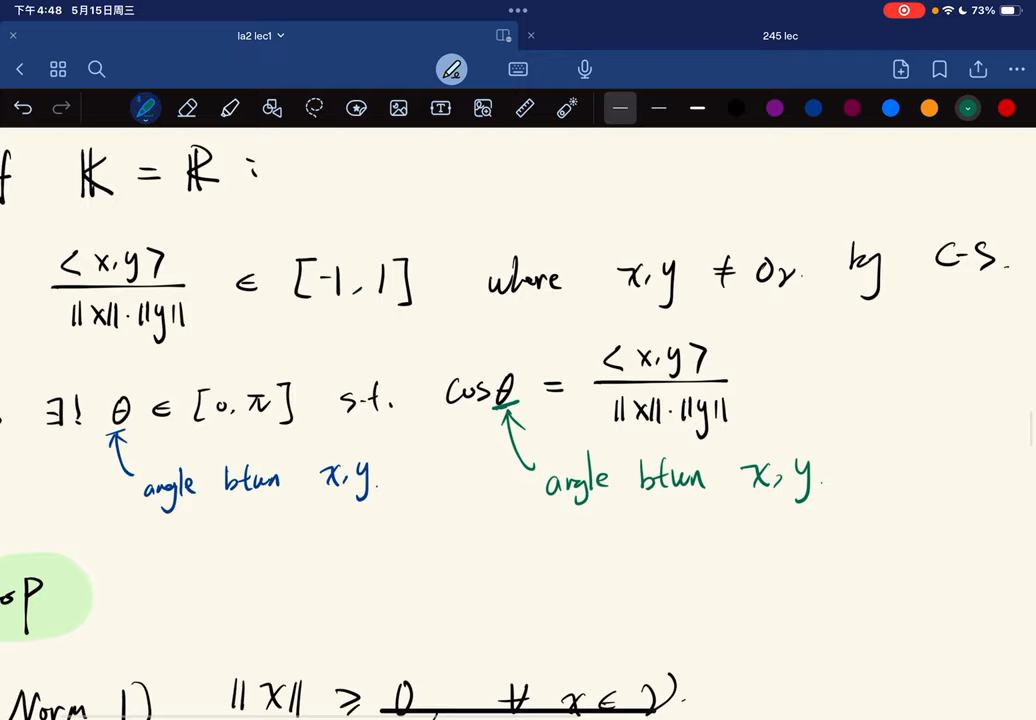 下午4:48 5月15日周三
73%
la2 lec1
245 lec
f 𝕂 = ℝ :
<x,y> / ||x||·||y|| ∈ [-1, 1] where x,y ≠ 0𝒱. by C-S.
∃! θ ∈ [0, π] s.t. cosθ = <x,y> / ||x||·||y||
angle btwn x,y. angle btwn x, y.
op
Norm 1) ||x|| ≥ 0, ∀ x ∈ 𝒱.